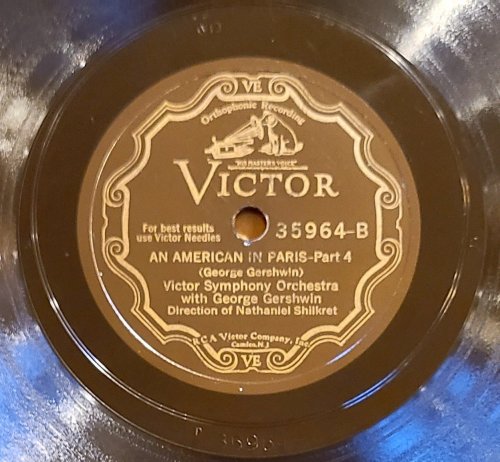 VE
Orthophonic Recording
"HIS MASTER'S VOICE"
VICTOR
For best results
use Victor Needles
35964-B
AN AMERICAN IN PARIS-Part 4
(George Gershwin)
Victor Symphony Orchestra
with George Gershwin
Direction of Nathaniel Shilkret
RCA Victor Company, Inc.
Camden, N.J.
VE